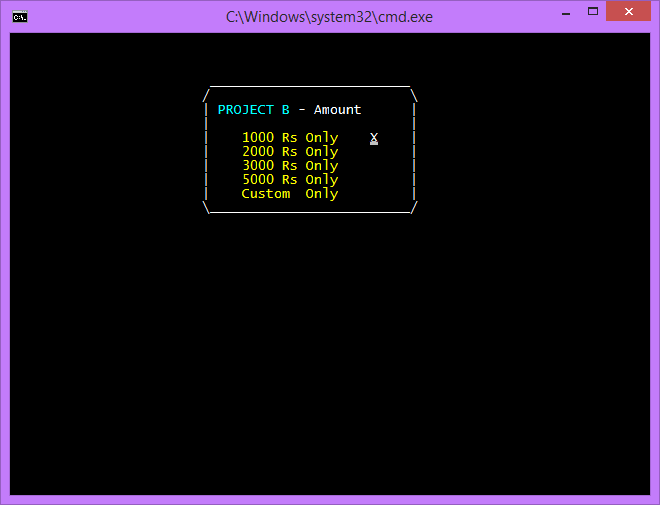 C:\Windows\system32\cmd.exe
PROJECT B - Amount
1000 Rs Only X
2000 Rs Only
3000 Rs Only
5000 Rs Only
Custom Only